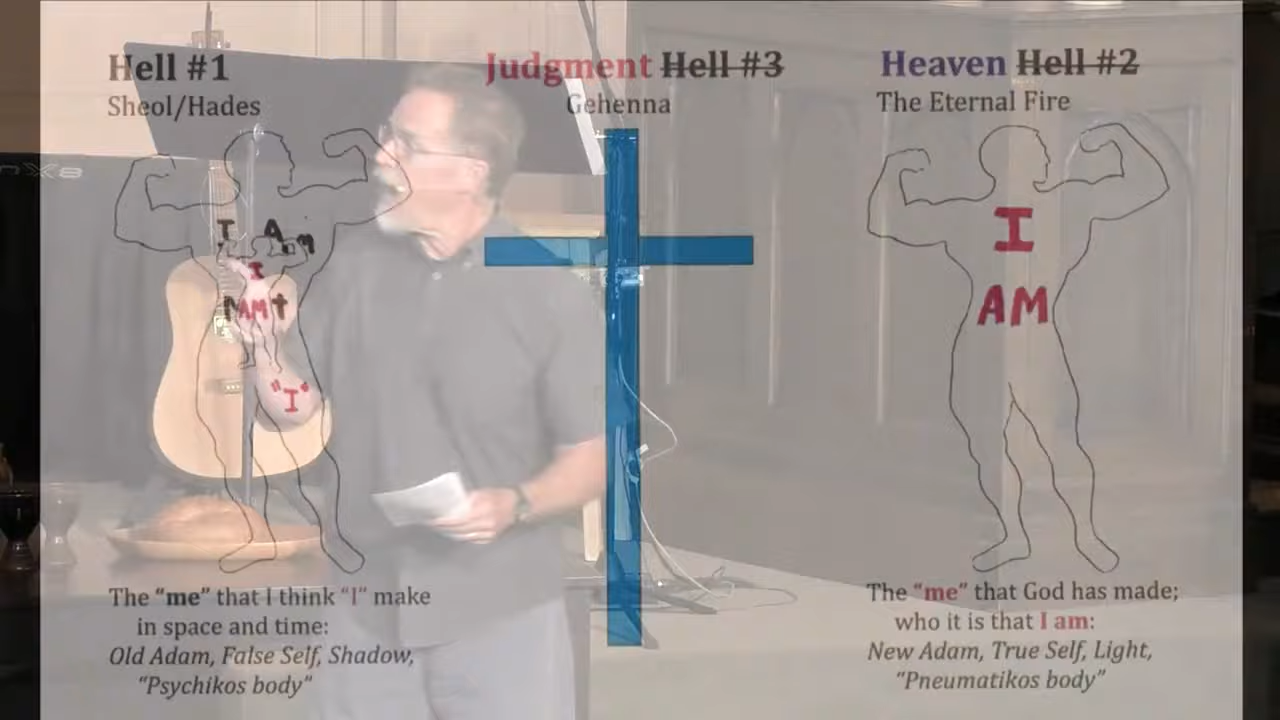 Hell #1
Sheol/Hades
I AM
I
AM
"I"
The "me" that I think "I" make
in space and time:
Old Adam, False Self, Shadow,
"Psychikos body"
Judgment Hell #3
Gehenna
Heaven Hell #2
The Eternal Fire
I
AM
The "me" that God has made;
who it is that I am:
New Adam, True Self, Light,
"Pneumatikos body"